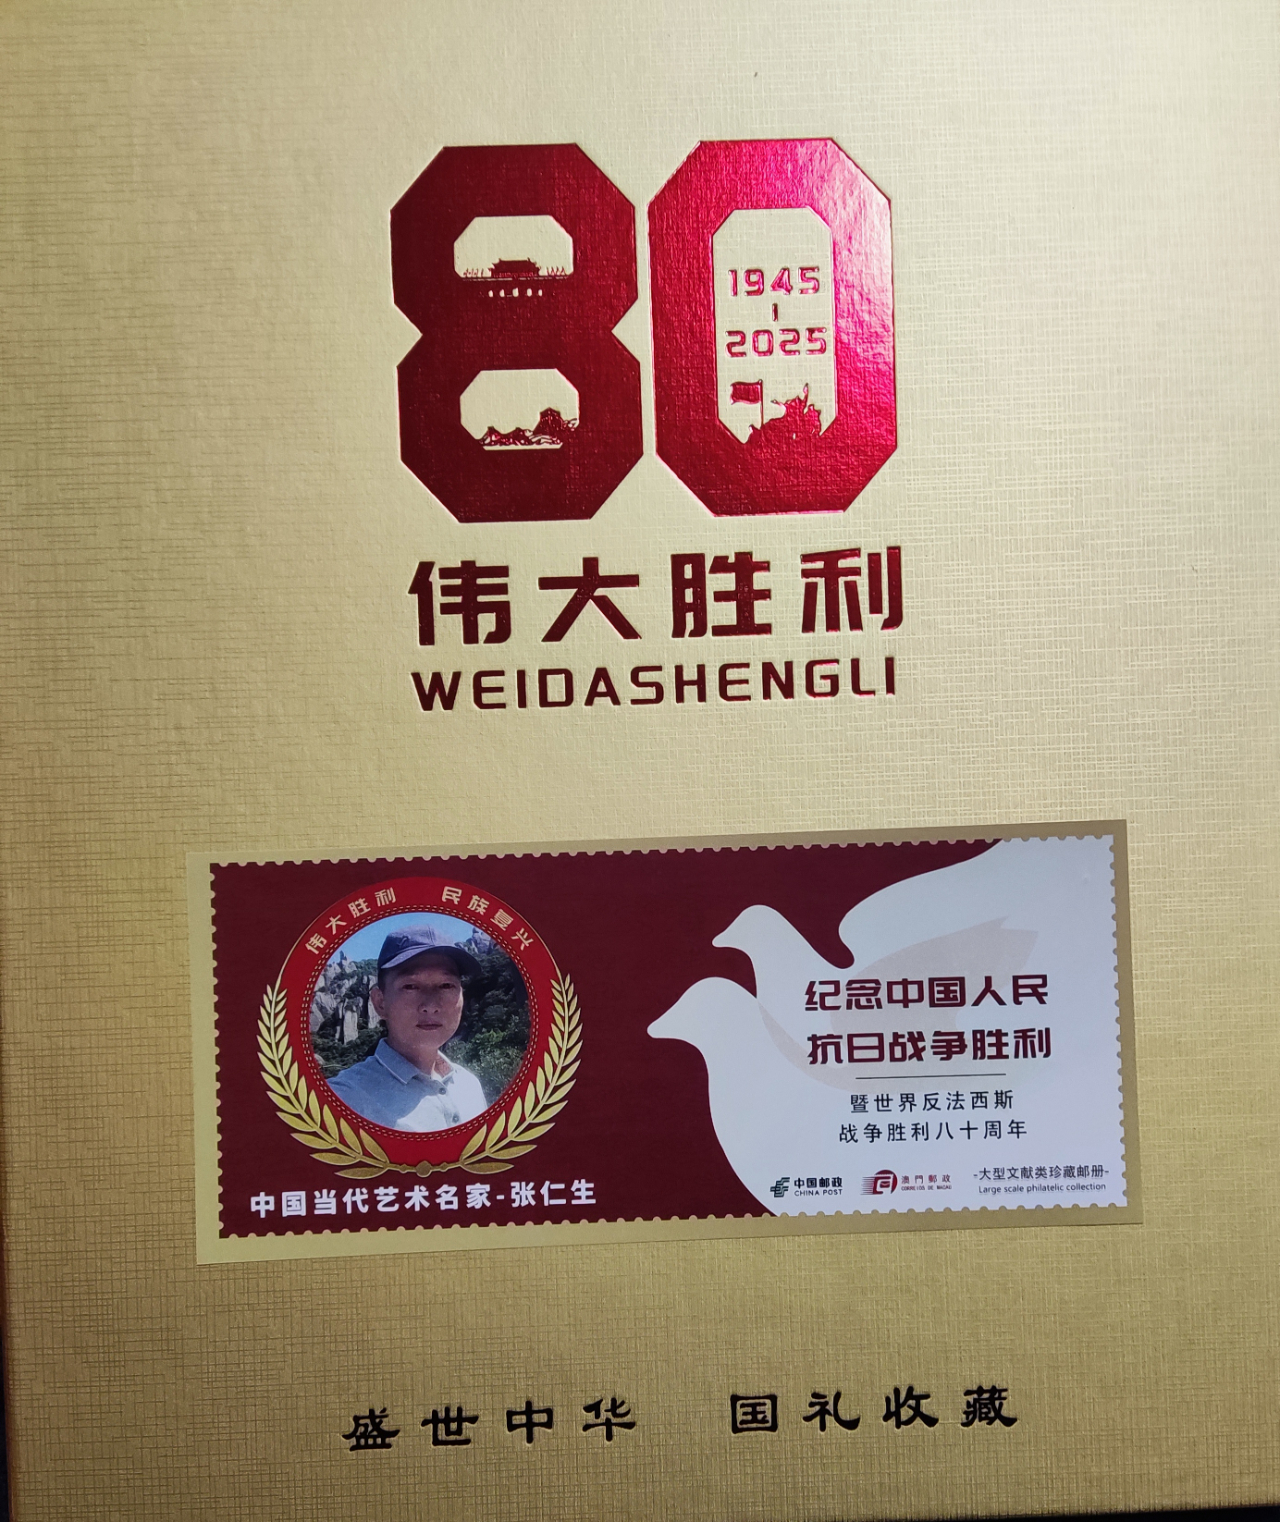 80
1945
-
2025
伟大胜利
WEIDASHENGLI
伟大胜利 民族复兴
中国当代艺术名家-张仁生
纪念中国人民
抗日战争胜利
暨世界反法西斯
战争胜利八十周年
中国邮政
CHINA POST
澳門郵政
CORREIOS DE MACAU
-大型文献类珍藏邮册-
Large scale philatelic collection
盛世中华 国礼收藏